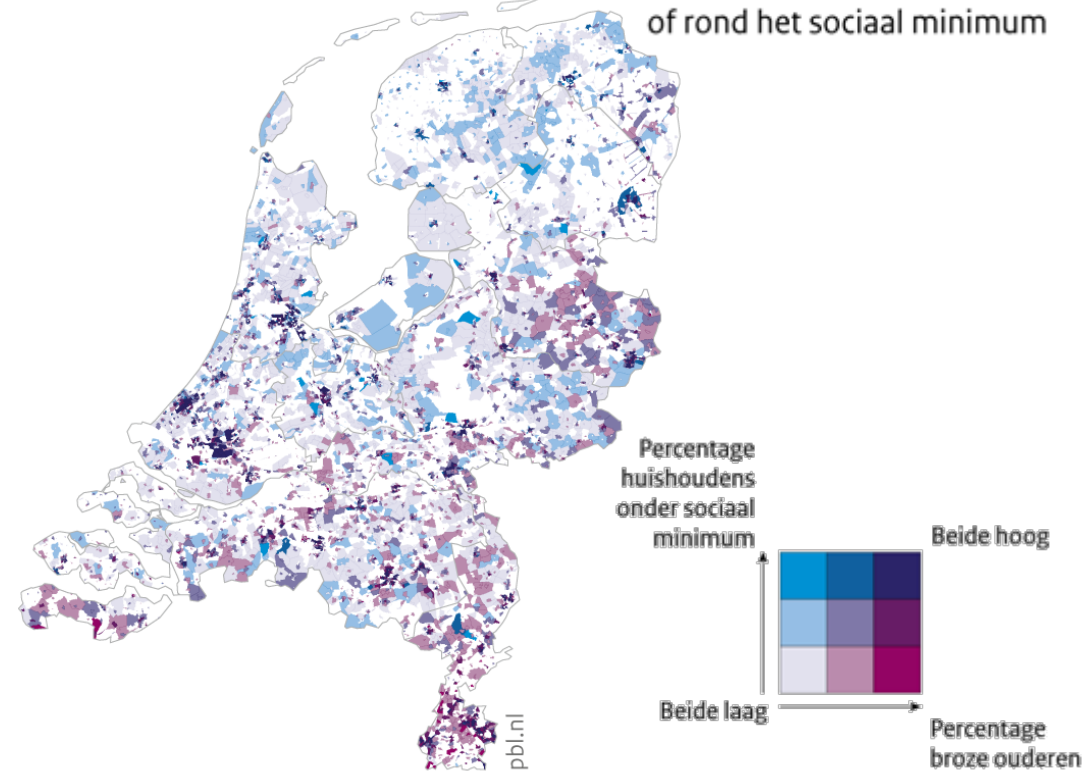 of rond het sociaal minimum
Percentage
huishoudens
onder sociaal
minimum
Beide hoog
Beide laag
Percentage
broze ouderen
pbl.nl